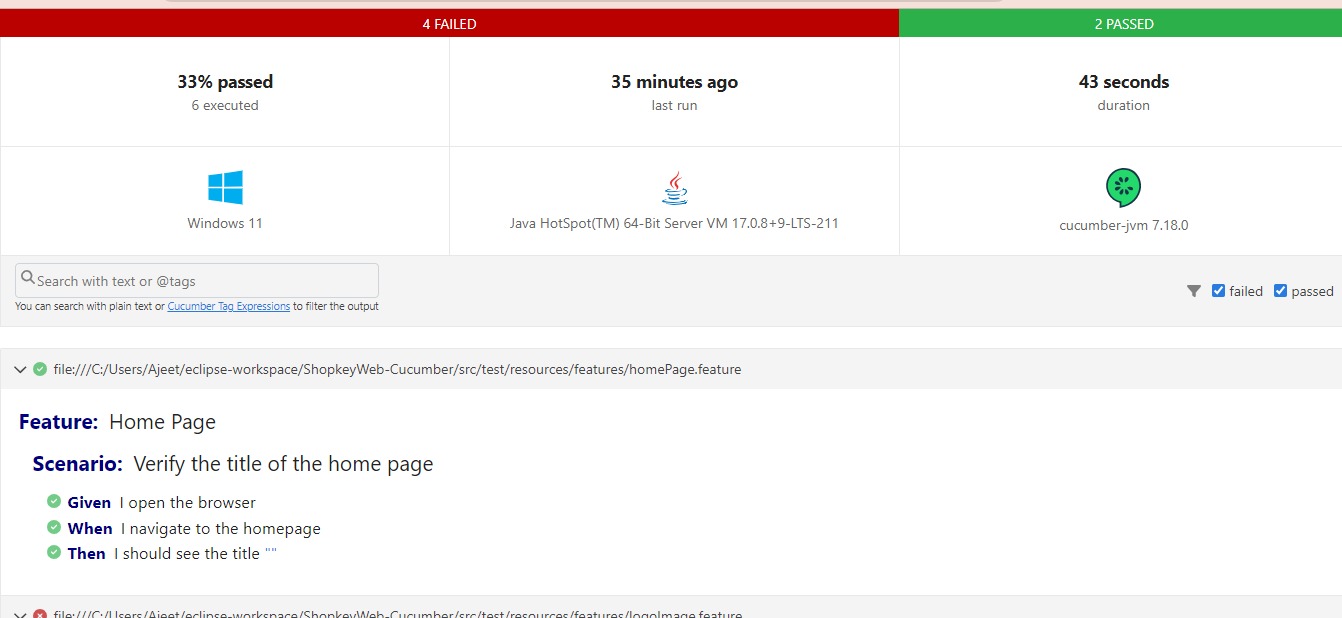 4 FAILED 2 PASSED
33% passed 35 minutes ago 43 seconds
6 executed last run duration
Windows 11 Java HotSpot(TM) 64-Bit Server VM 17.0.8+9-LTS-211 cucumber-jvm 7.18.0
Search with text or @tags
You can search with plain text or Cucumber Tag Expressions to filter the output
failed passed
file:///C:/Users/Ajeet/eclipse-workspace/ShopkeyWeb-Cucumber/src/test/resources/features/homePage.feature
Feature: Home Page
Scenario: Verify the title of the home page
Given I open the browser
When I navigate to the homepage
Then I should see the title ""
file:///C:/Users/Ajeet/eclipse-workspace/ShopkeyWeb-Cucumber/src/test/resources/features/logoImage.feature